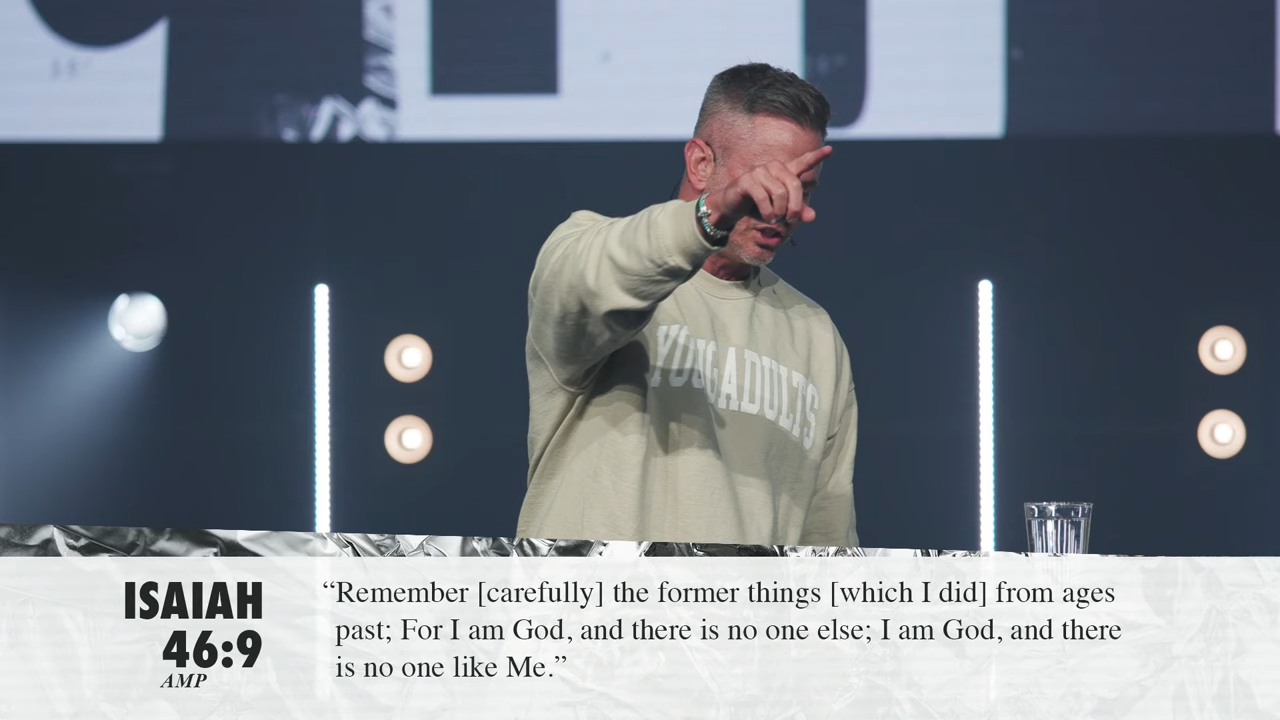 YOUGADULTS
ISAIAH
46:9
AMP
“Remember [carefully] the former things [which I did] from ages
past; For I am God, and there is no one else; I am God, and there
is no one like Me.”